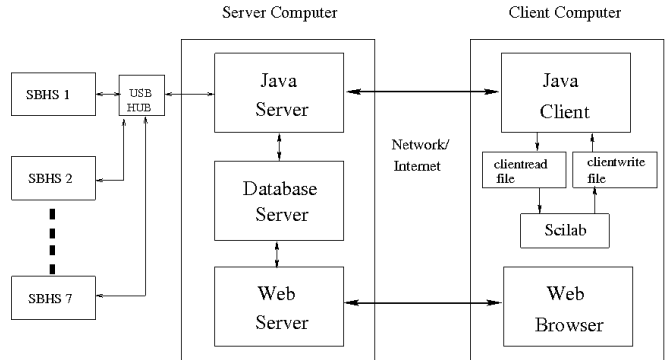 Server Computer
Client Computer
SBHS 1
USB
HUB
Java
Server
Java
Client
Network/
Internet
clientread
file
clientwrite
file
SBHS 2
Database
Server
Scilab
SBHS 7
Web
Server
Web
Browser